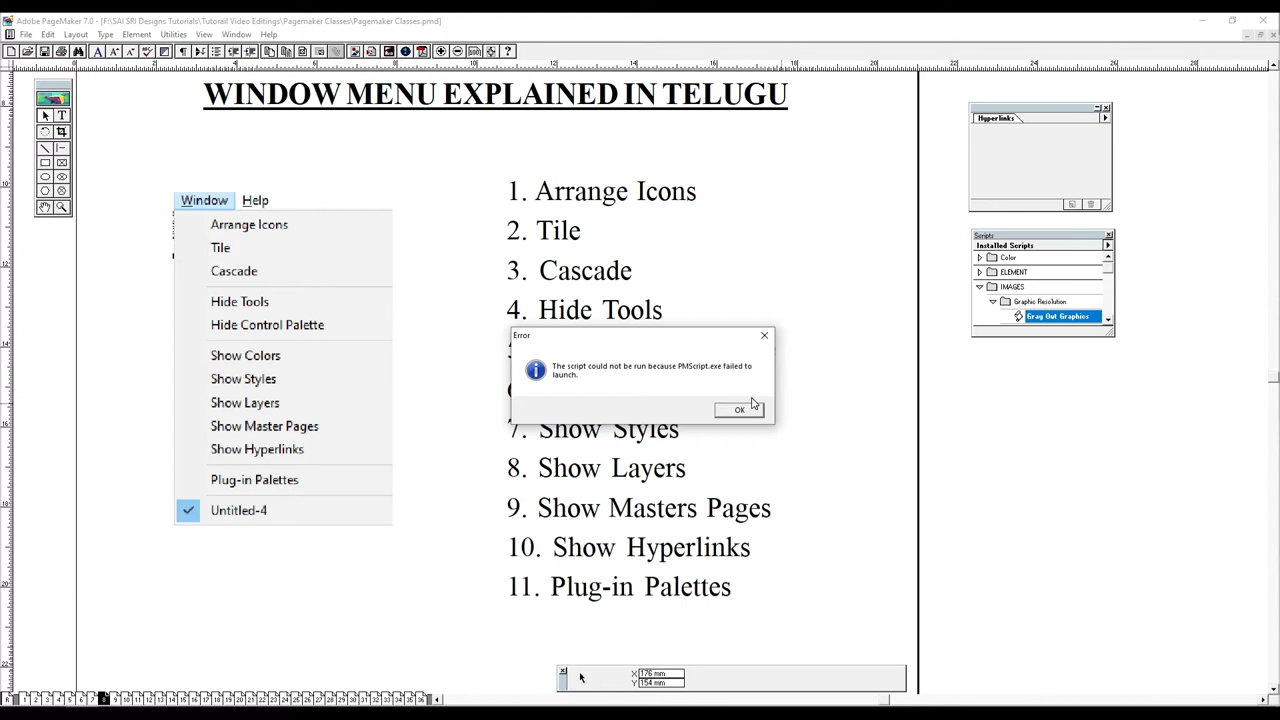 Adobe PageMaker 7.0 - [F:\SAI SRI Designs Tutorials\Tutorail Video Editings\Pagemaker Classes\Pagemaker Classes.pmd]
File Edit Layout Type Element Utilities View Window Help
WINDOW MENU EXPLAINED IN TELUGU
Window Help
Arrange Icons
Tile
Cascade
Hide Tools
Hide Control Palette
Show Colors
Show Styles
Show Layers
Show Master Pages
Show Hyperlinks
Plug-in Palettes
Untitled-4
1. Arrange Icons
2. Tile
3. Cascade
4. Hide Tools
7. Show Styles
8. Show Layers
9. Show Masters Pages
10. Show Hyperlinks
11. Plug-in Palettes
Error
The script could not be run because PMScript.exe failed to
launch.
OK
Hyperlinks
Scripts
Installed Scripts
Color
ELEMENT
IMAGES
Graphic Resolution
Gray Out Graphics
X 176 mm
Y 154 mm